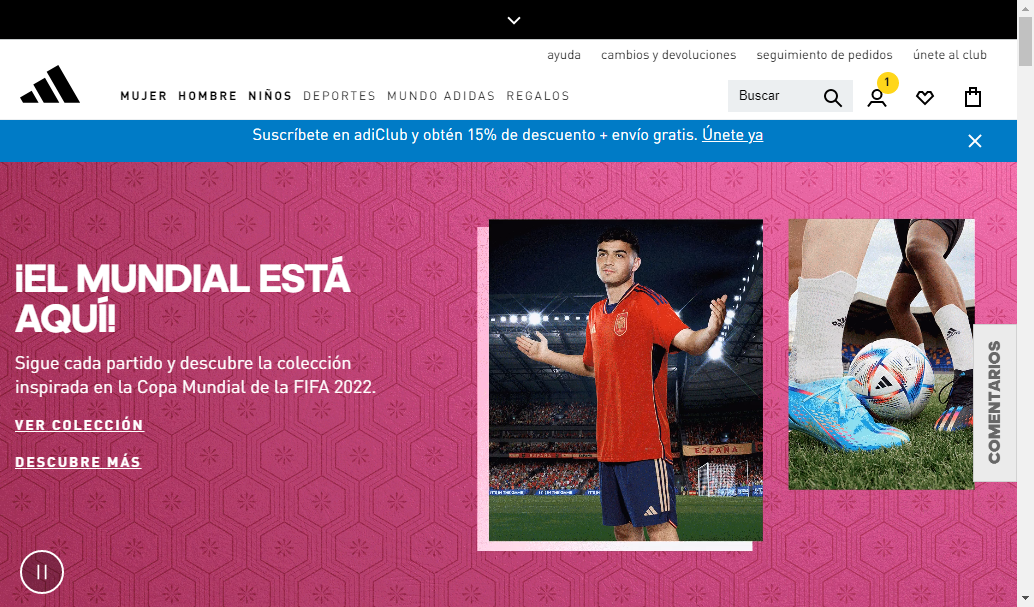 ayuda cambios y devoluciones seguimiento de pedidos únete al club
MUJER HOMBRE NIÑOS DEPORTES MUNDO ADIDAS REGALOS
Buscar
1
Suscríbete en adiClub y obtén 15% de descuento + envío gratis. Únete ya
¡EL MUNDIAL ESTÁ
AQUÍ!
Sigue cada partido y descubre la colección
inspirada en la Copa Mundial de la FIFA 2022.
VER COLECCIÓN
DESCUBRE MÁS
ESPAÑA
COMENTARIOS